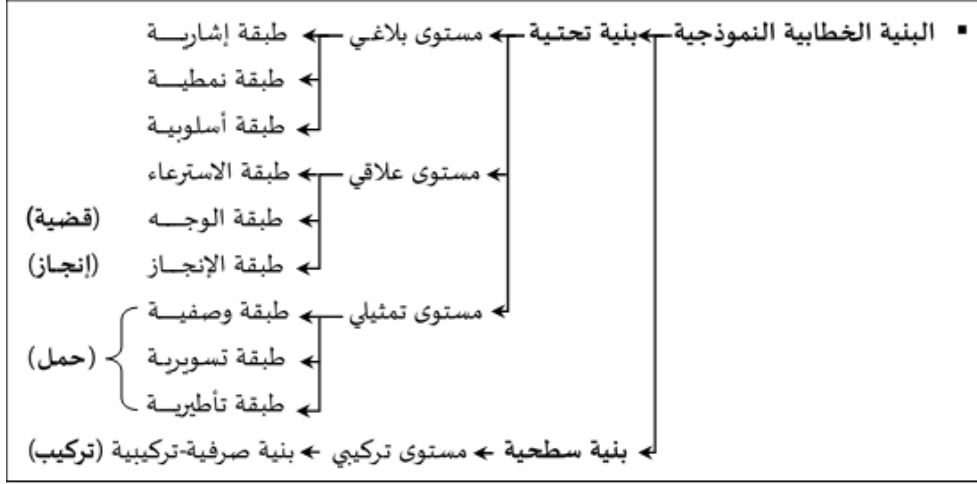 ▪ البنية الخطابية النموذجية ← بنية تحتية ← مستوى بلاغي ← طبقة إشارية
← طبقة نمطية
← طبقة أسلوبية
← مستوى علاقي ← طبقة الاسترعاء
← طبقة الوجه (قضية)
← طبقة الإنجاز (إنجاز)
← مستوى تمثيلي ← طبقة وصفية
← طبقة تسويرية (حمل)
← طبقة تأطيرية
← بنية سطحية ← مستوى تركيبي ← بنية صرفية-تركيبية (تركيب)